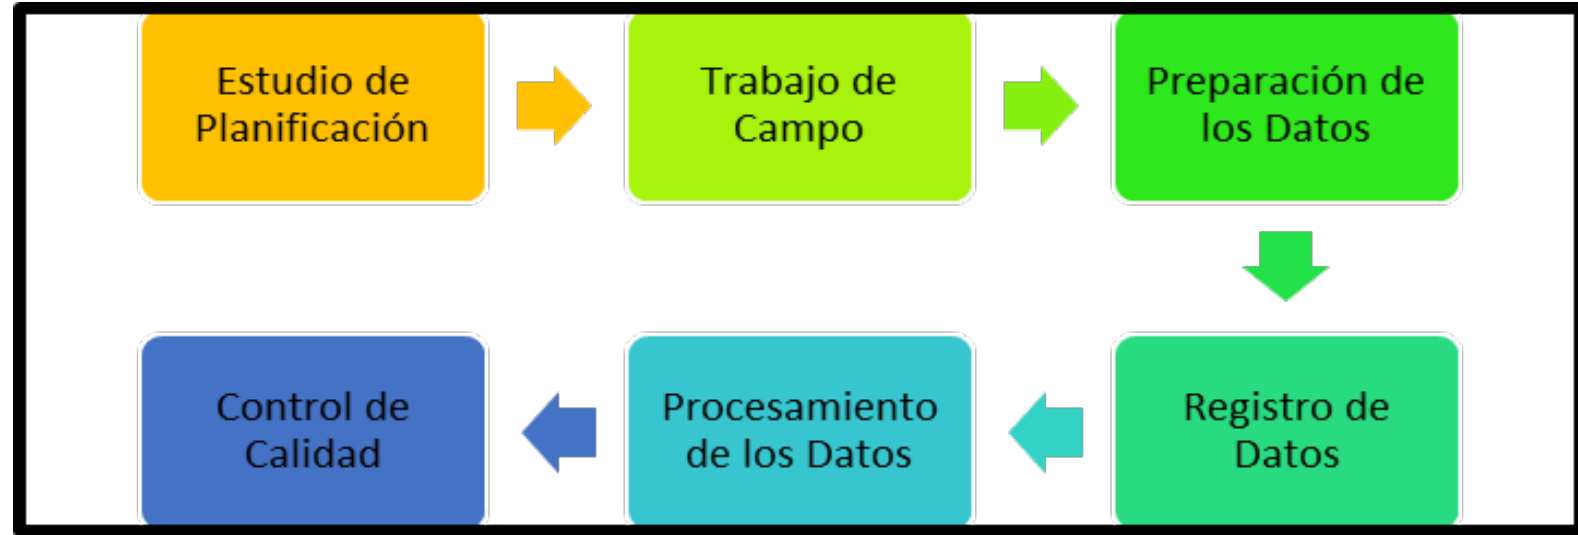 Estudio de
Planificación
Trabajo de
Campo
Preparación de
los Datos
Registro de
Datos
Procesamiento
de los Datos
Control de
Calidad